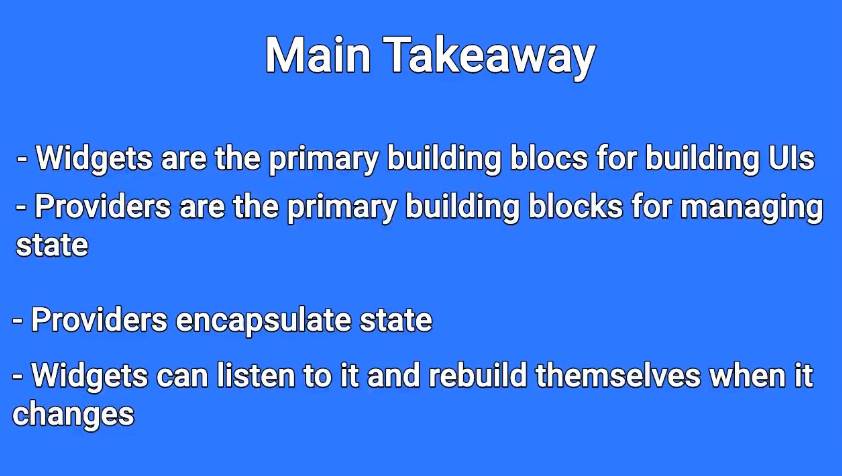 Main Takeaway
- Widgets are the primary building blocs for building UIs
- Providers are the primary building blocks for managing
state
- Providers encapsulate state
- Widgets can listen to it and rebuild themselves when it
changes